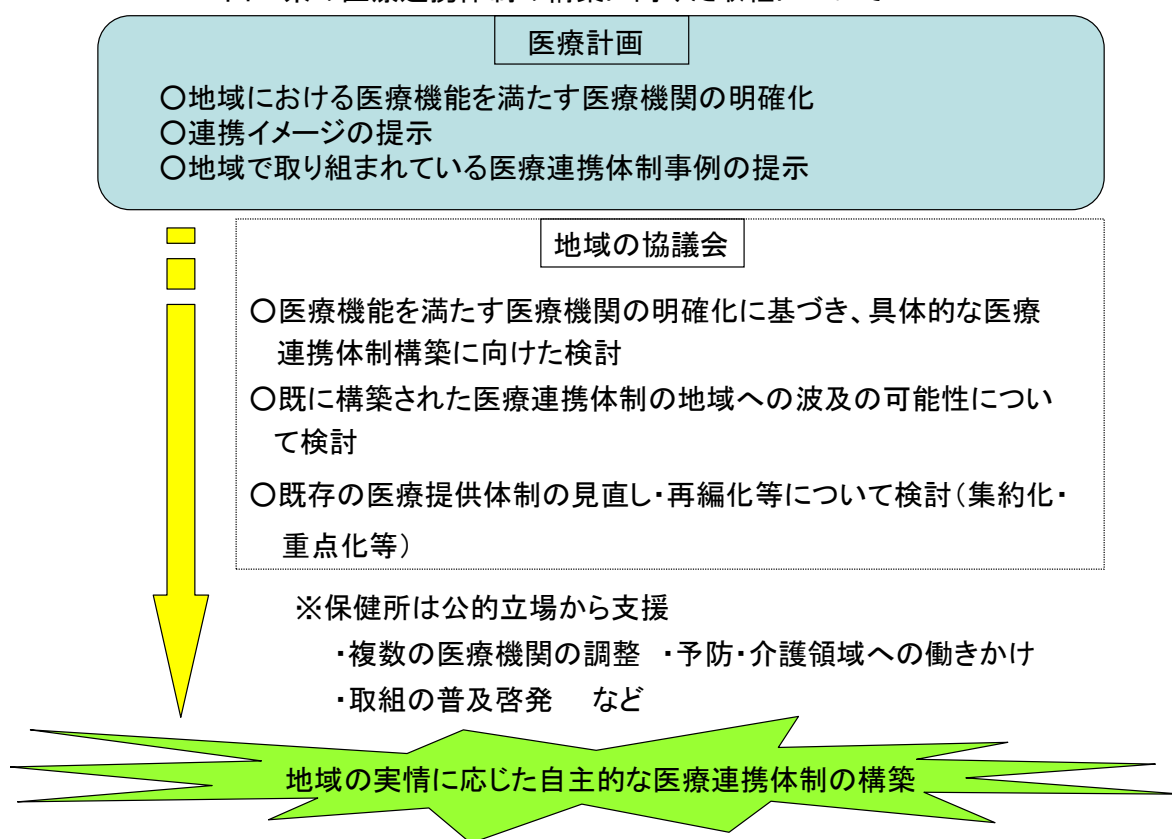 医療計画
○地域における医療機能を満たす医療機関の明確化
○連携イメージの提示
○地域で取り組まれている医療連携体制事例の提示
地域の協議会
○医療機能を満たす医療機関の明確化に基づき、具体的な医療
連携体制構築に向けた検討
○既に構築された医療連携体制の地域への波及の可能性につい
て検討
○既存の医療提供体制の見直し・再編化等について検討（集約化・
重点化等）
※保健所は公的立場から支援
・複数の医療機関の調整　・予防・介護領域への働きかけ
・取組の普及啓発　など
地域の実情に応じた自主的な医療連携体制の構築